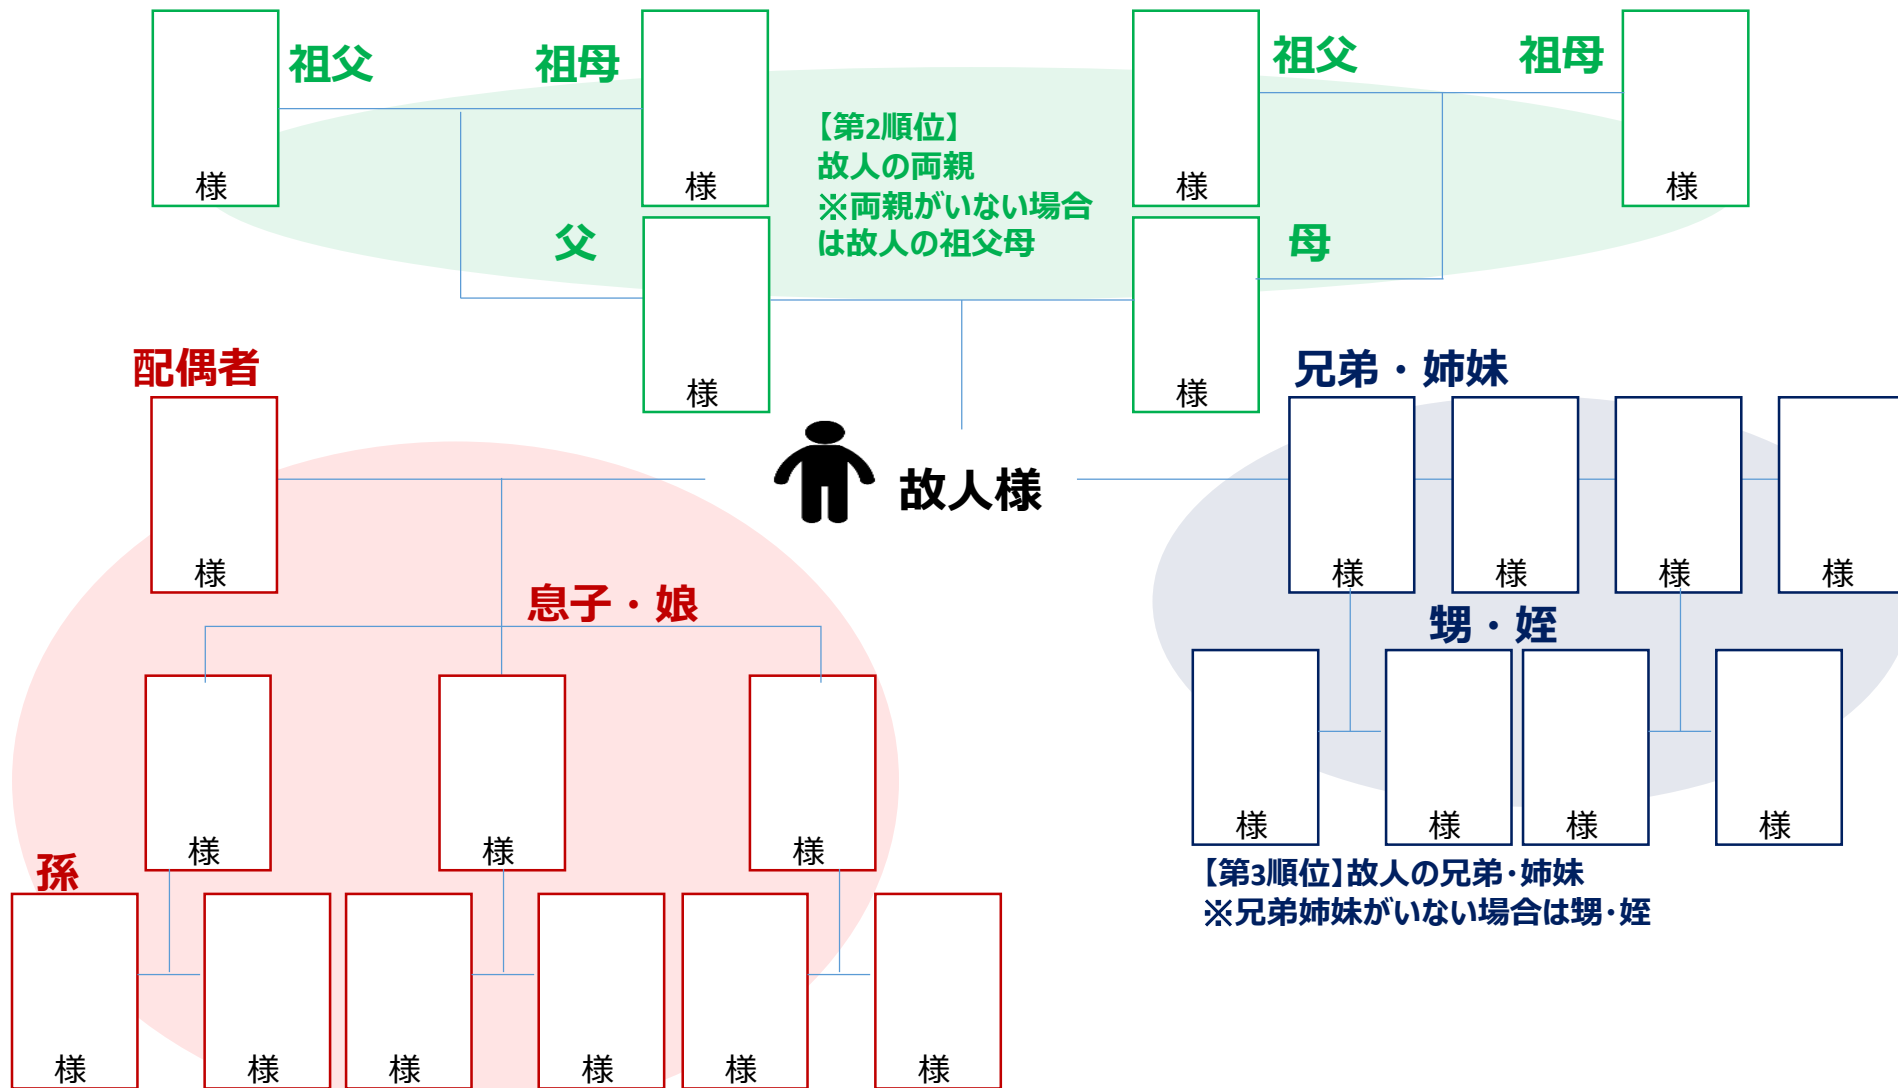 祖父
祖母
祖父
祖母
様
様
様
様
【第2順位】
故人の両親
※両親がいない場合
は故人の祖父母
父
母
様
様
配偶者
兄弟・姉妹
故人様
様
様
様
様
様
息子・娘
甥・姪
様
様
様
様
様
様
様
【第3順位】故人の兄弟・姉妹
※兄弟姉妹がいない場合は甥・姪
孫
様
様
様
様
様
様